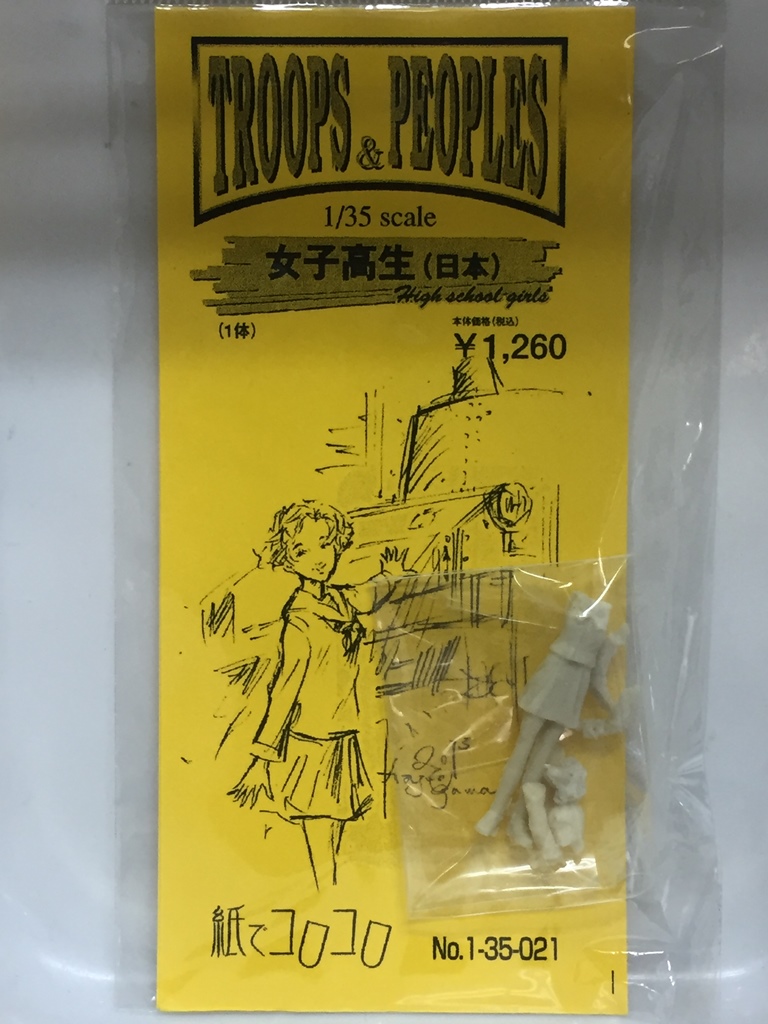 TROOPS & PEOPLES
1/35 scale
女子高生(日本)
High school girls
(1体)
本体価格(税込)
¥1,260
紙でコロコロ
No.1-35-021